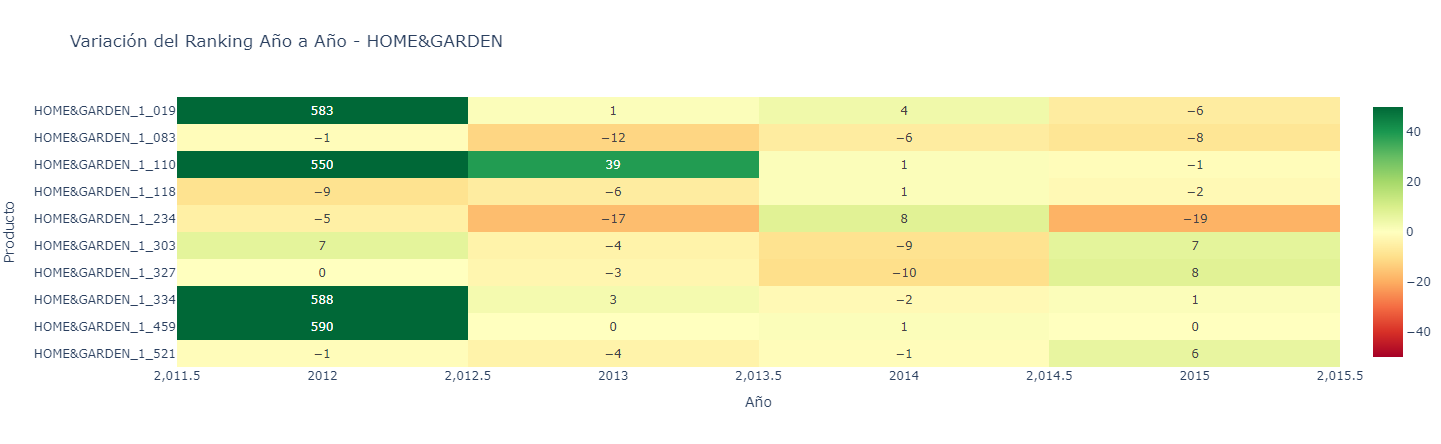 Variación del Ranking Año a Año - HOME&GARDEN
HOME&GARDEN_1_019 583 1 4 −6
HOME&GARDEN_1_083 −1 −12 −6 −8
HOME&GARDEN_1_110 550 39 1 −1
HOME&GARDEN_1_118 −9 −6 1 −2
HOME&GARDEN_1_234 −5 −17 8 −19
HOME&GARDEN_1_303 7 −4 −9 7
HOME&GARDEN_1_327 0 −3 −10 8
HOME&GARDEN_1_334 588 3 −2 1
HOME&GARDEN_1_459 590 0 1 0
HOME&GARDEN_1_521 −1 −4 −1 6
2,011.5 2012 2,012.5 2013 2,013.5 2014 2,014.5 2015 2,015.5
Año
Producto
40
20
0
−20
−40